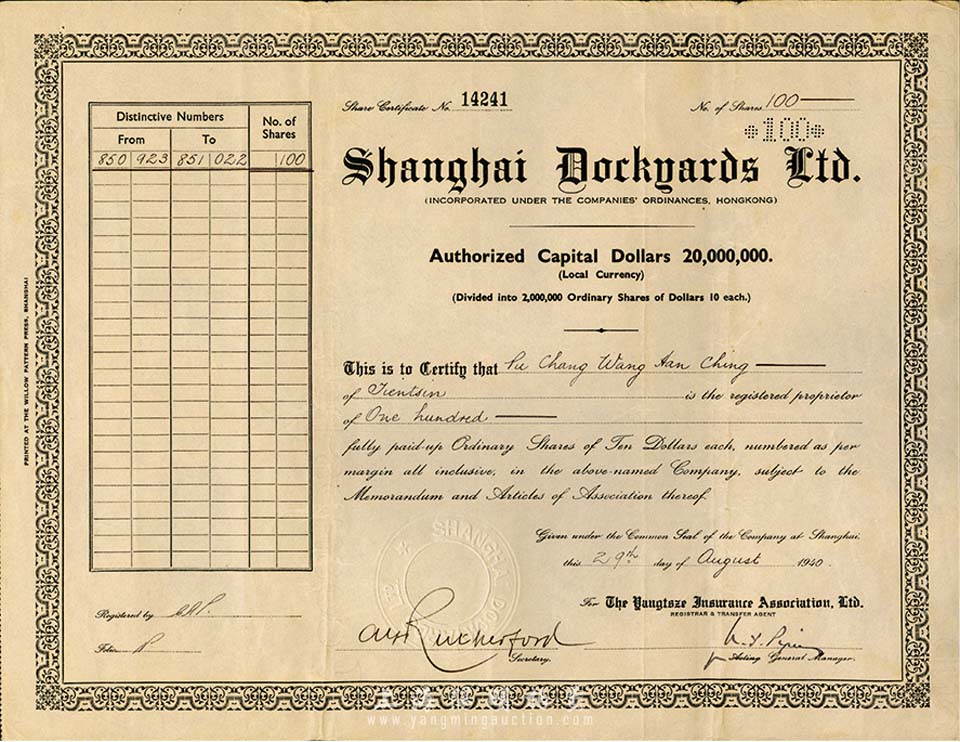 Share Certificate No. 14241
No. of Shares 100
*100*
Distinctive Numbers
No. of Shares
From To
850 923 851 022 100
Shanghai Dockyards Ltd.
(INCORPORATED UNDER THE COMPANIES' ORDINANCES, HONGKONG)
Authorized Capital Dollars 20,000,000.
(Local Currency)
(Divided into 2,000,000 Ordinary Shares of Dollars 10 each.)
This is to Certify that Pu Chang Wang Han Ching
of Tientsin is the registered proprietor
of One hundred
fully paid-up Ordinary Shares of Ten Dollars each, numbered as per
margin all inclusive, in the above-named Company, subject to the
Memorandum and Articles of Association thereof.
Given under the Common Seal of the Company at Shanghai.
this 29th day of August 1940.
SHANGHAI DOCKYARDS LTD
For The Yangtsze Insurance Association, Ltd.
REGISTRAR & TRANSFER AGENT
Registered by
Folio
Rutherford
Secretary.
Acting General Manager.
PRINTED AT THE WILLOW PATTERN PRESS, SHANGHAI
www.yangmingauction.com